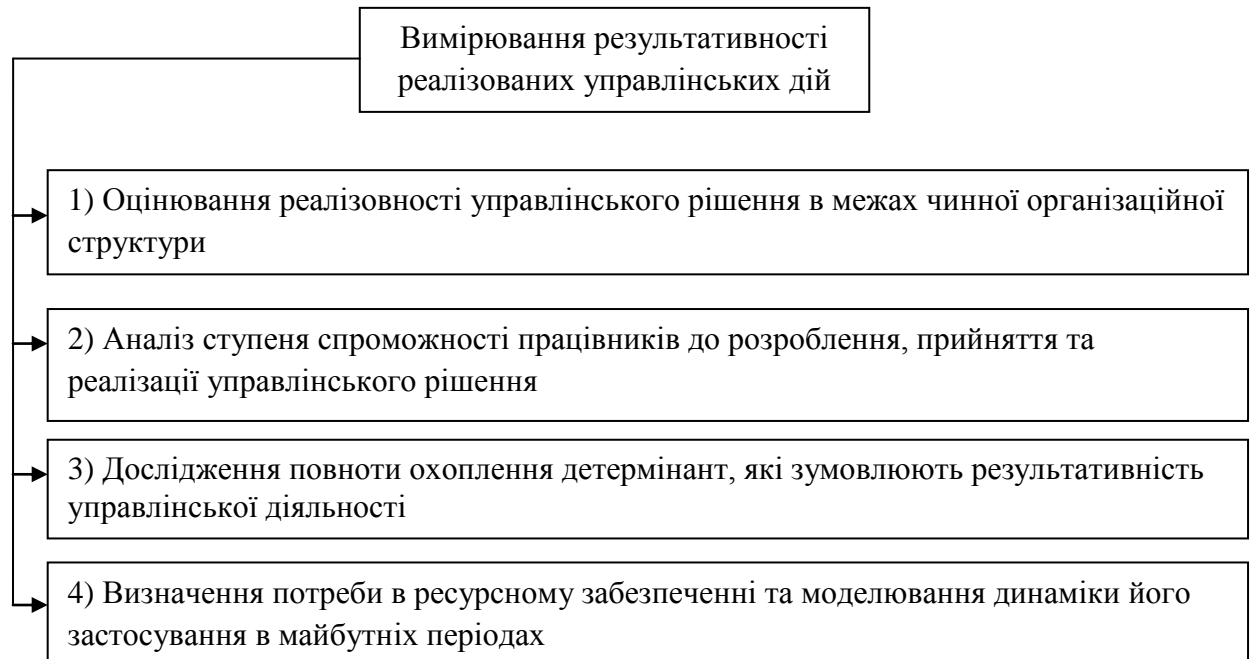 Вимірювання результативності
реалізованих управлінських дій
1) Оцінювання реалізовності управлінського рішення в межах чинної організаційної
структури
2) Аналіз ступеня спроможності працівників до розроблення, прийняття та
реалізації управлінського рішення
3) Дослідження повноти охоплення детермінант, які зумовлюють результативність
управлінської діяльності
4) Визначення потреби в ресурсному забезпеченні та моделювання динаміки його
застосування в майбутніх періодах